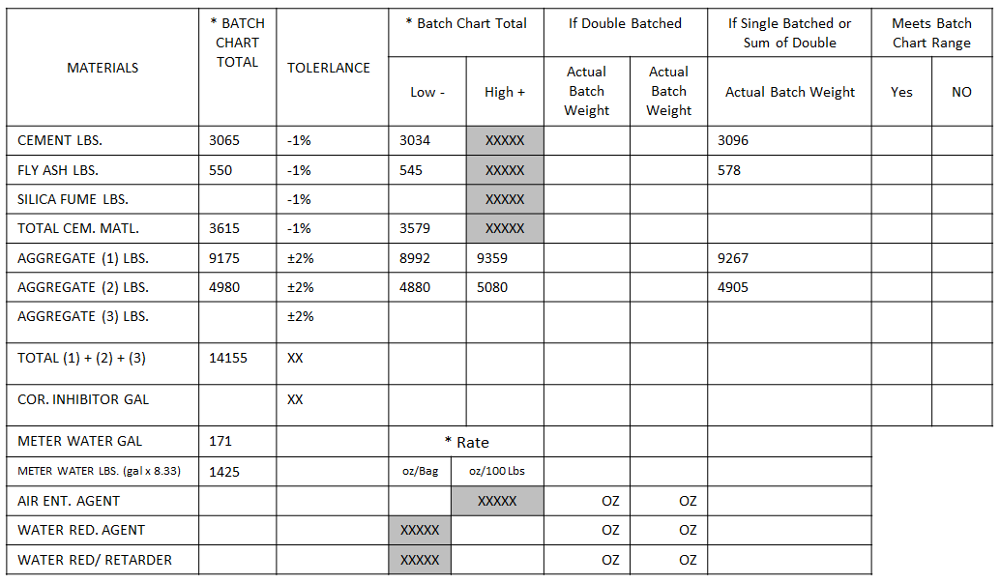 MATERIALS
* BATCH
CHART
TOTAL
TOLERLANCE
* Batch Chart Total
If Double Batched
If Single Batched or
Sum of Double
Meets Batch
Chart Range
Low -
High +
Actual
Batch
Weight
Actual
Batch
Weight
Actual Batch Weight
Yes
NO
CEMENT LBS. 3065 -1% 3034 XXXXX 3096
FLY ASH LBS. 550 -1% 545 XXXXX 578
SILICA FUME LBS. -1% XXXXX
TOTAL CEM. MATL. 3615 -1% 3579 XXXXX
AGGREGATE (1) LBS. 9175 ±2% 8992 9359 9267
AGGREGATE (2) LBS. 4980 ±2% 4880 5080 4905
AGGREGATE (3) LBS. ±2%
TOTAL (1) + (2) + (3) 14155 XX
COR. INHIBITOR GAL XX
METER WATER GAL 171 * Rate
METER WATER LBS. (gal x 8.33) 1425 oz/Bag oz/100 Lbs
AIR ENT. AGENT XXXXX OZ OZ
WATER RED. AGENT XXXXX OZ OZ
WATER RED/ RETARDER XXXXX OZ OZ